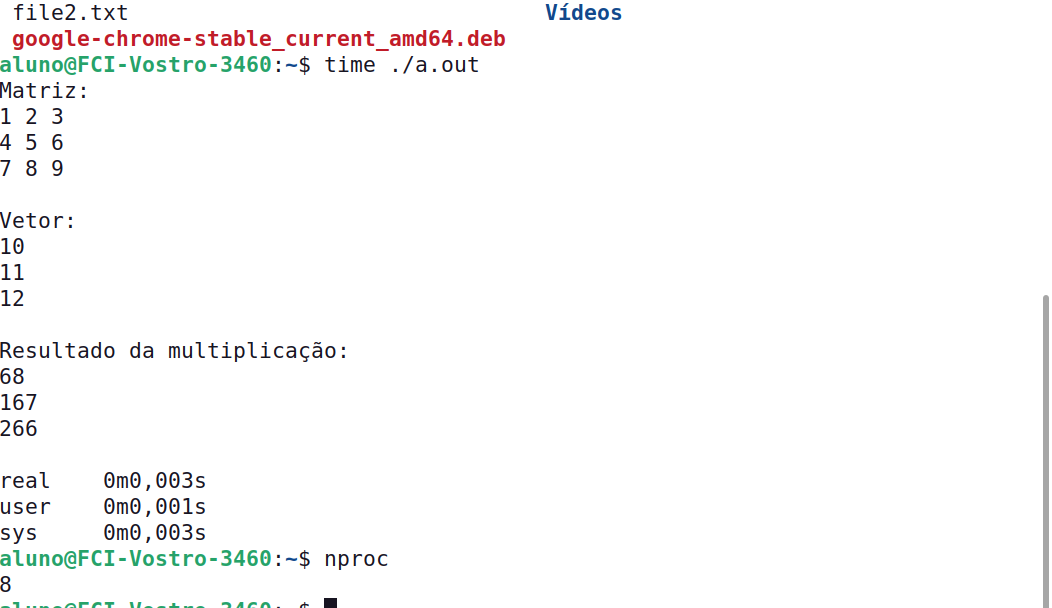 file2.txt Vídeos
google-chrome-stable_current_amd64.deb
aluno@FCI-Vostro-3460:~$ time ./a.out
Matriz:
1 2 3
4 5 6
7 8 9
Vetor:
10
11
12
Resultado da multiplicação:
68
167
266
real 0m0,003s
user 0m0,001s
sys 0m0,003s
aluno@FCI-Vostro-3460:~$ nproc
8
aluno@FCI-Vostro-3460:~$